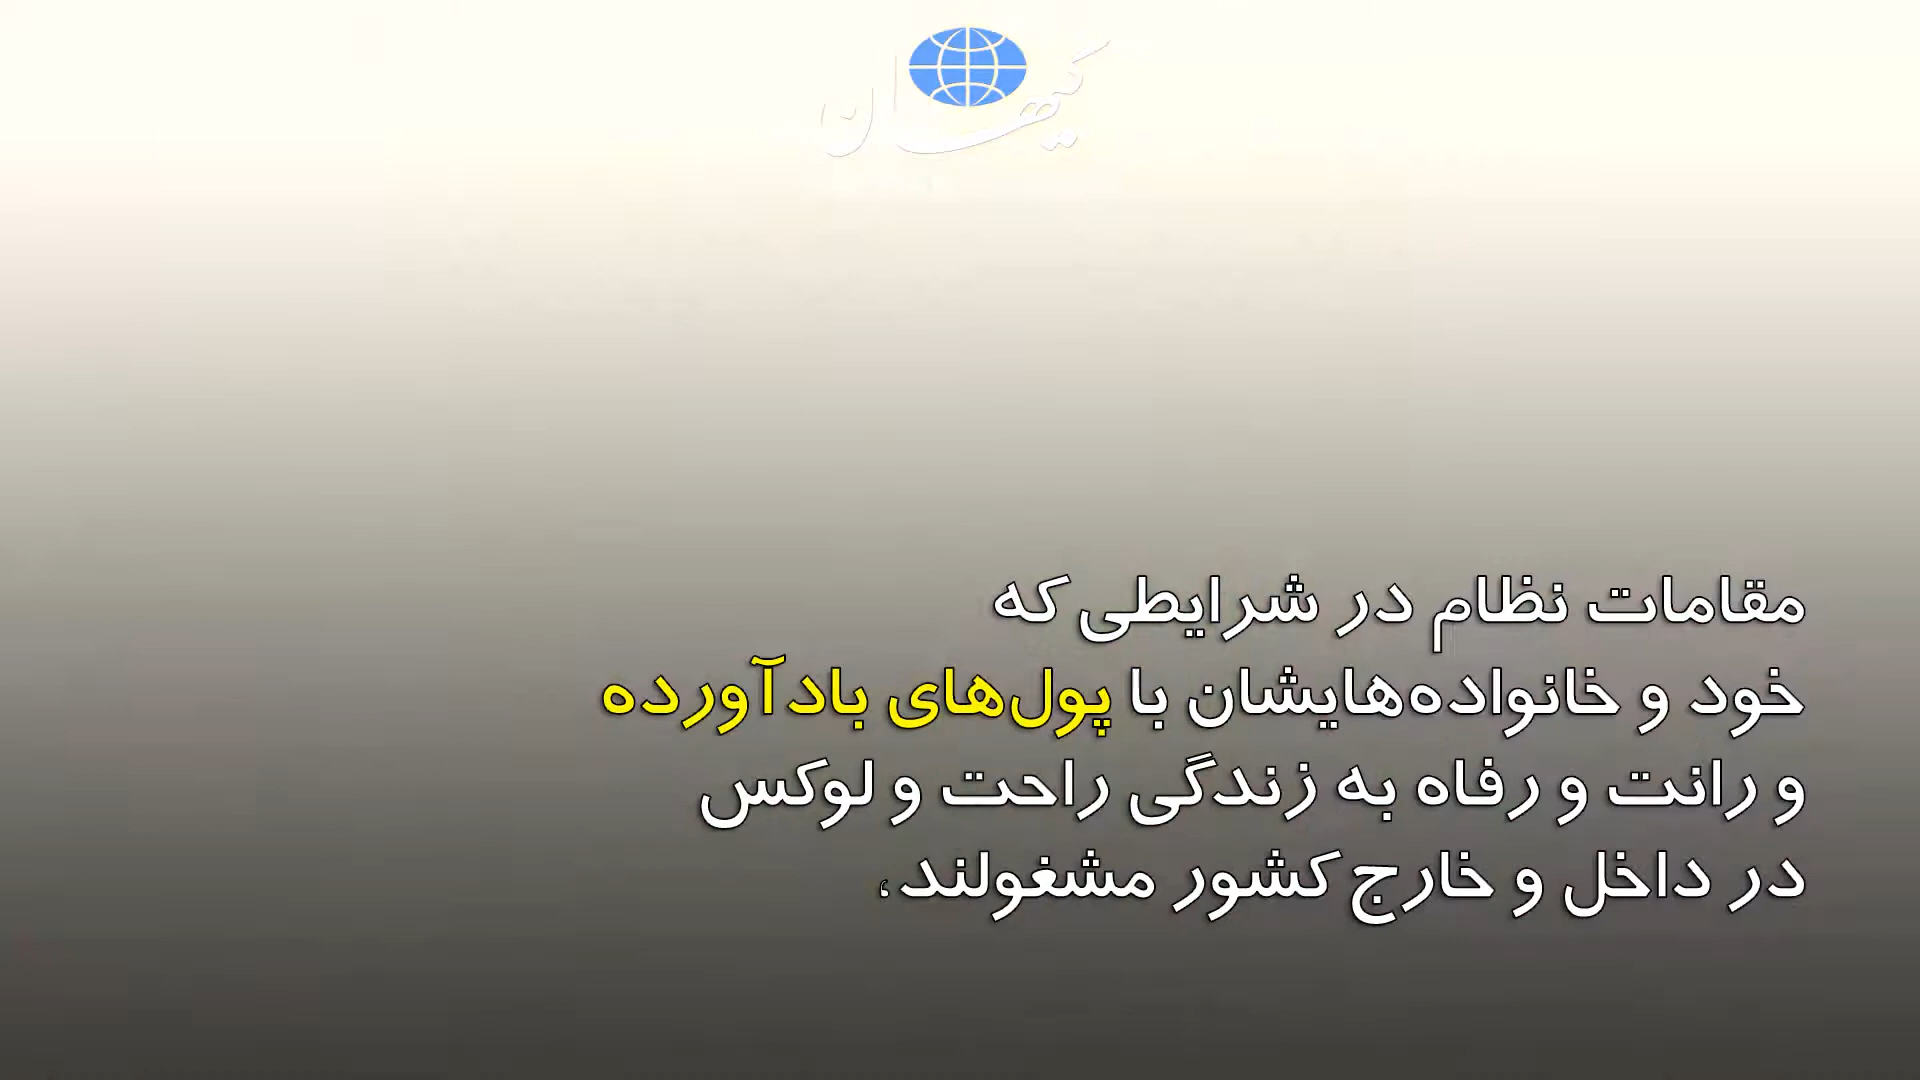 کیهان
مقامات نظام در شرایطی که
خود و خانواده‌هایشان با پول‌های بادآورده
و رانت و رفاه به زندگی راحت و لوکس
در داخل و خارج کشور مشغولند،